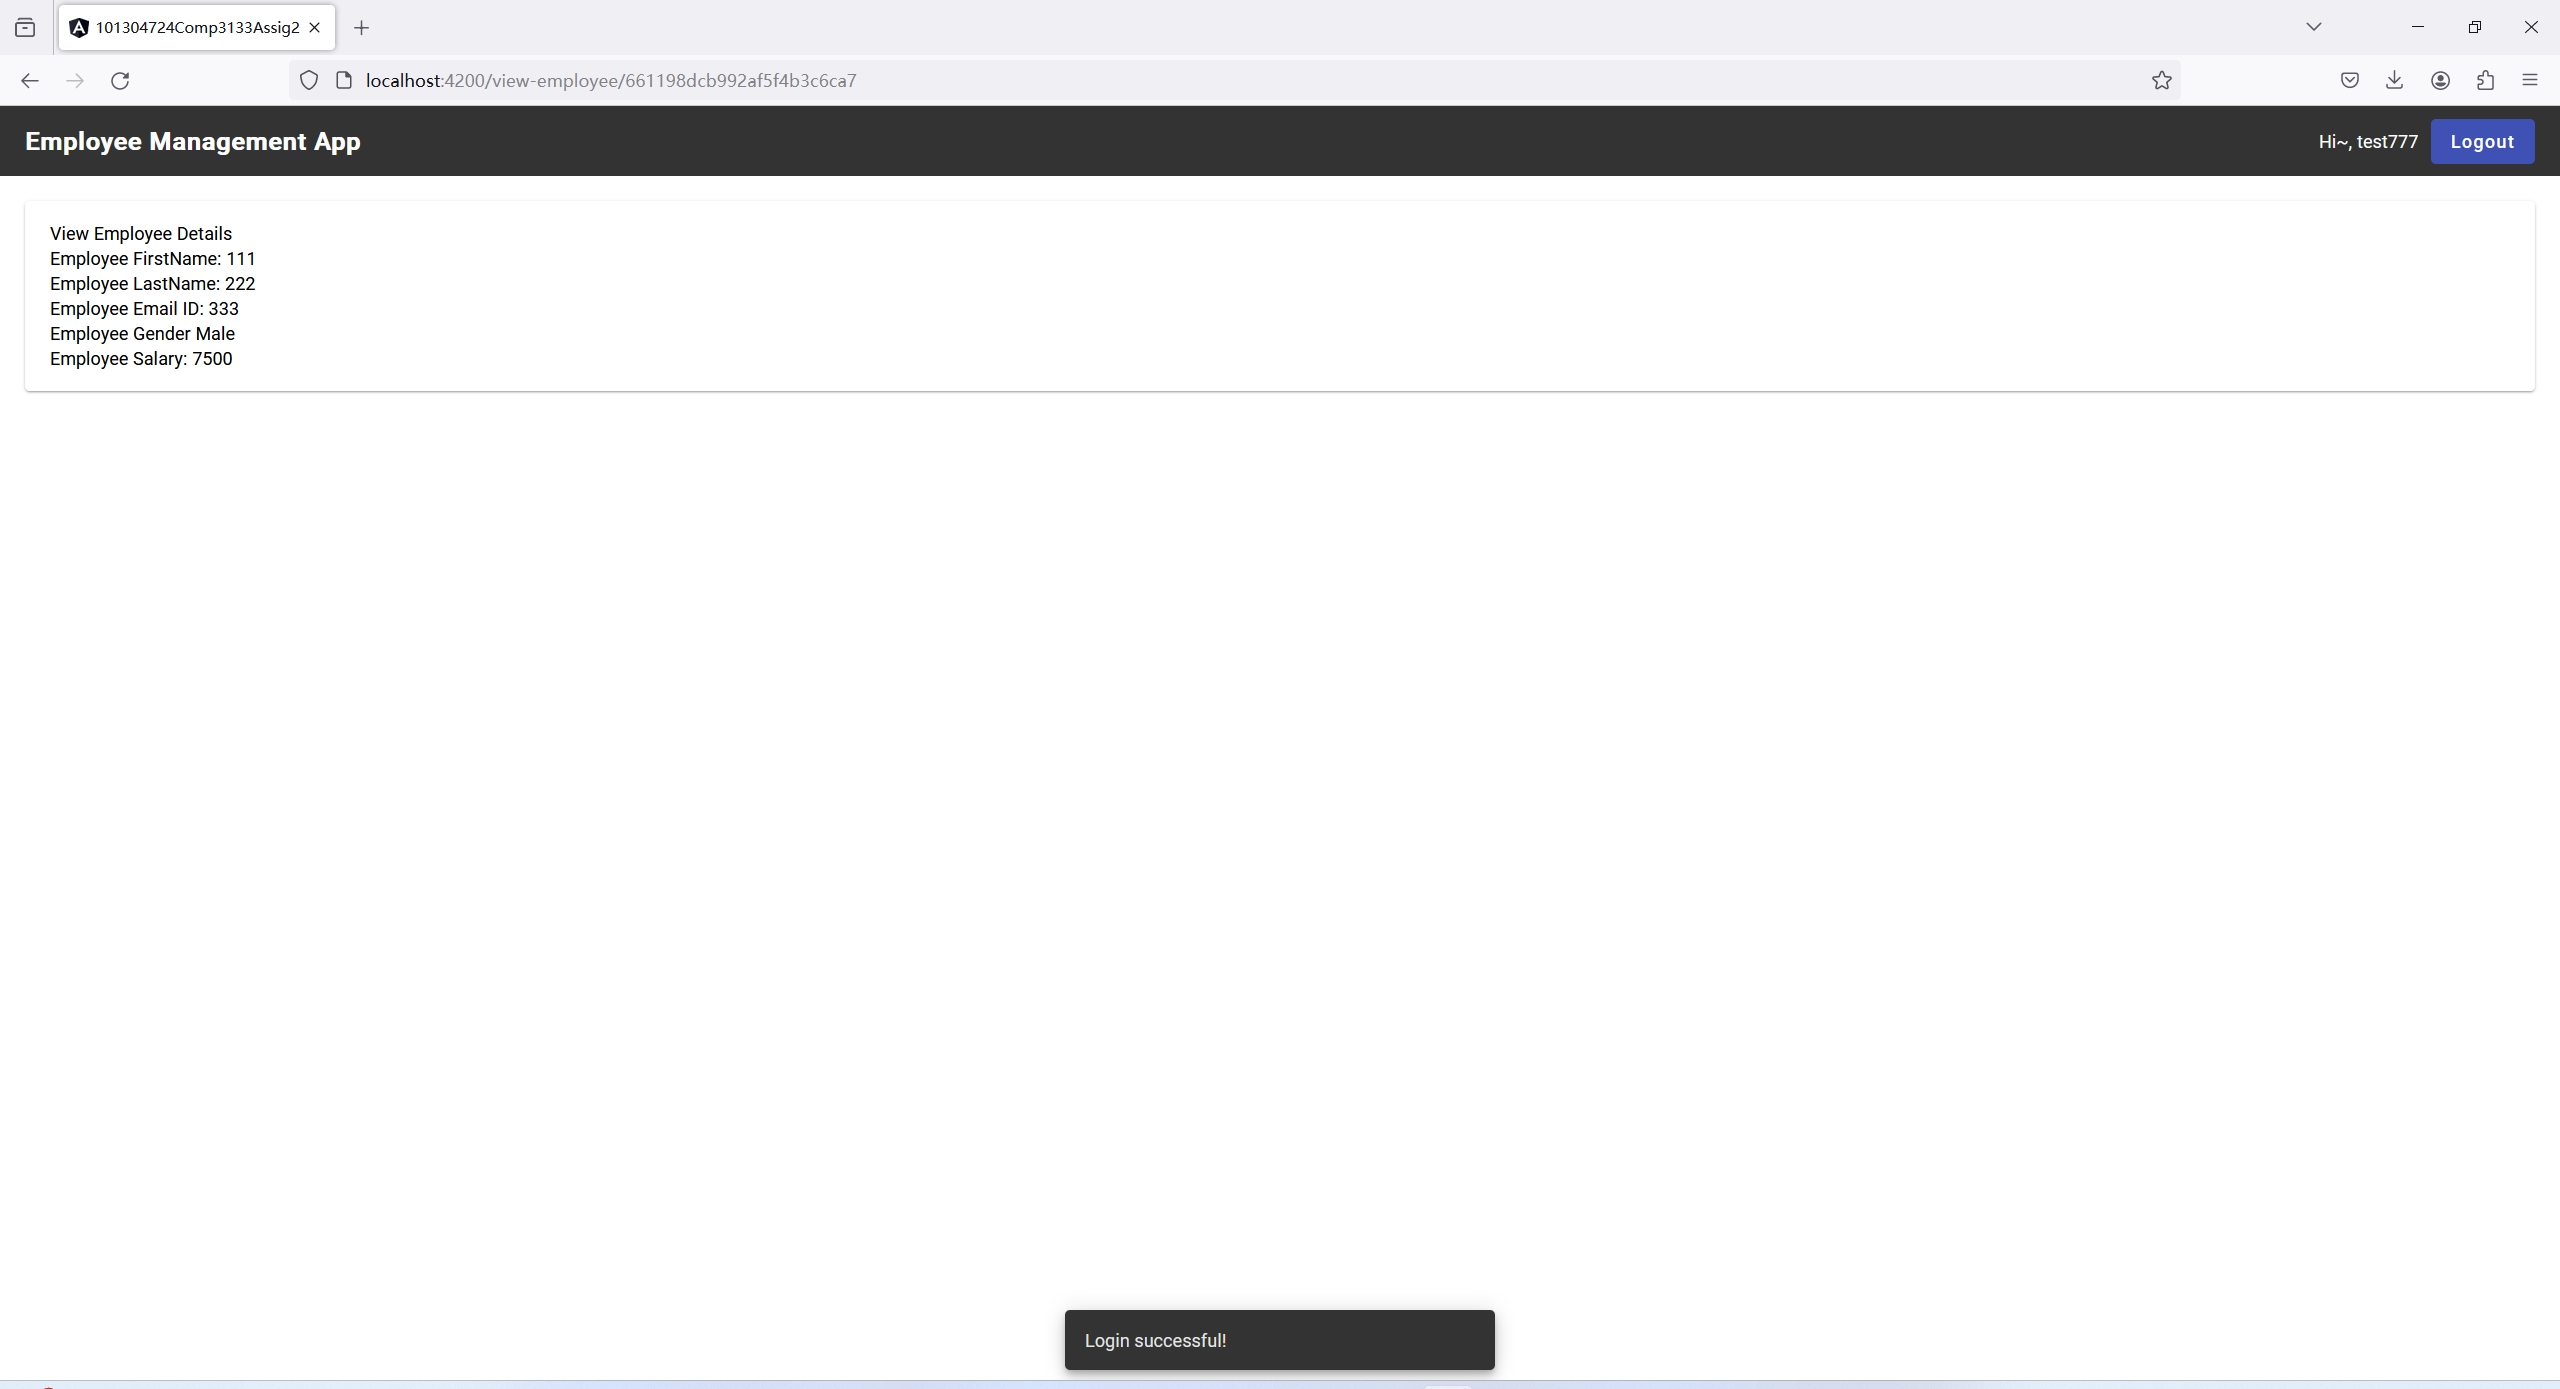 101304724Comp3133Assig2
localhost:4200/view-employee/661198dcb992af5f4b3c6ca7
Employee Management App
Hi~, test777
Logout
View Employee Details
Employee FirstName: 111
Employee LastName: 222
Employee Email ID: 333
Employee Gender Male
Employee Salary: 7500
Login successful!